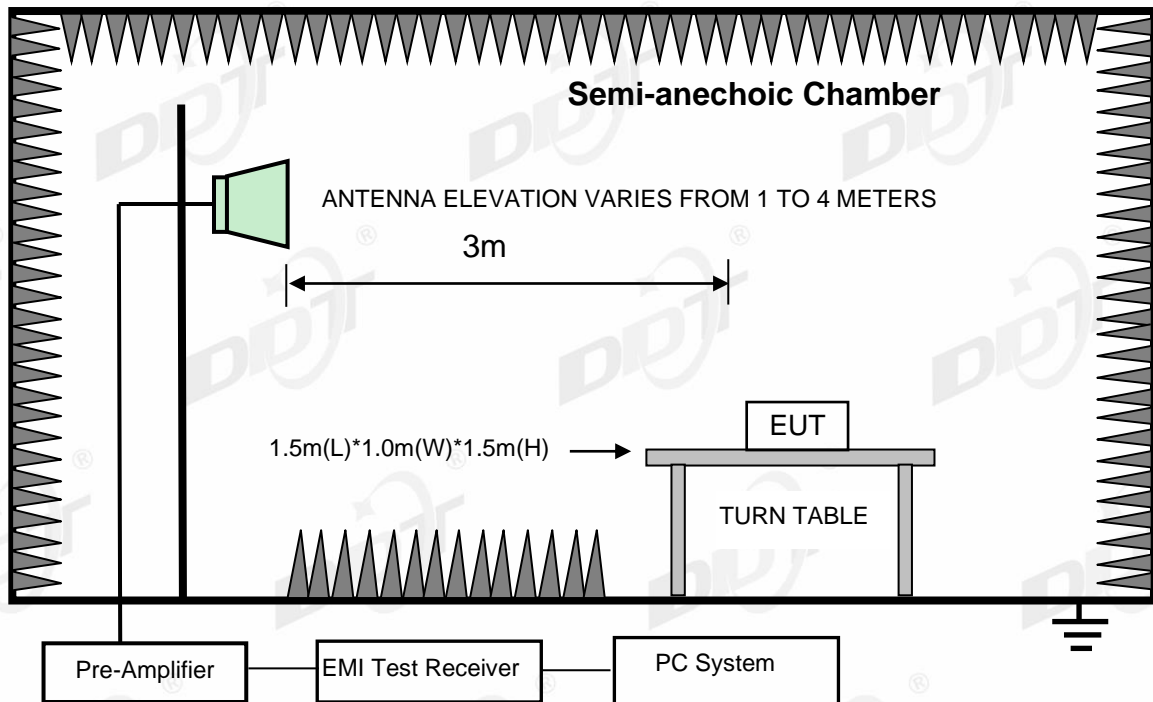 Semi-anechoic Chamber
ANTENNA ELEVATION VARIES FROM 1 TO 4 METERS
3m
1.5m(L)*1.0m(W)*1.5m(H)
EUT
TURN TABLE
Pre-Amplifier
EMI Test Receiver
PC System
DDT
®